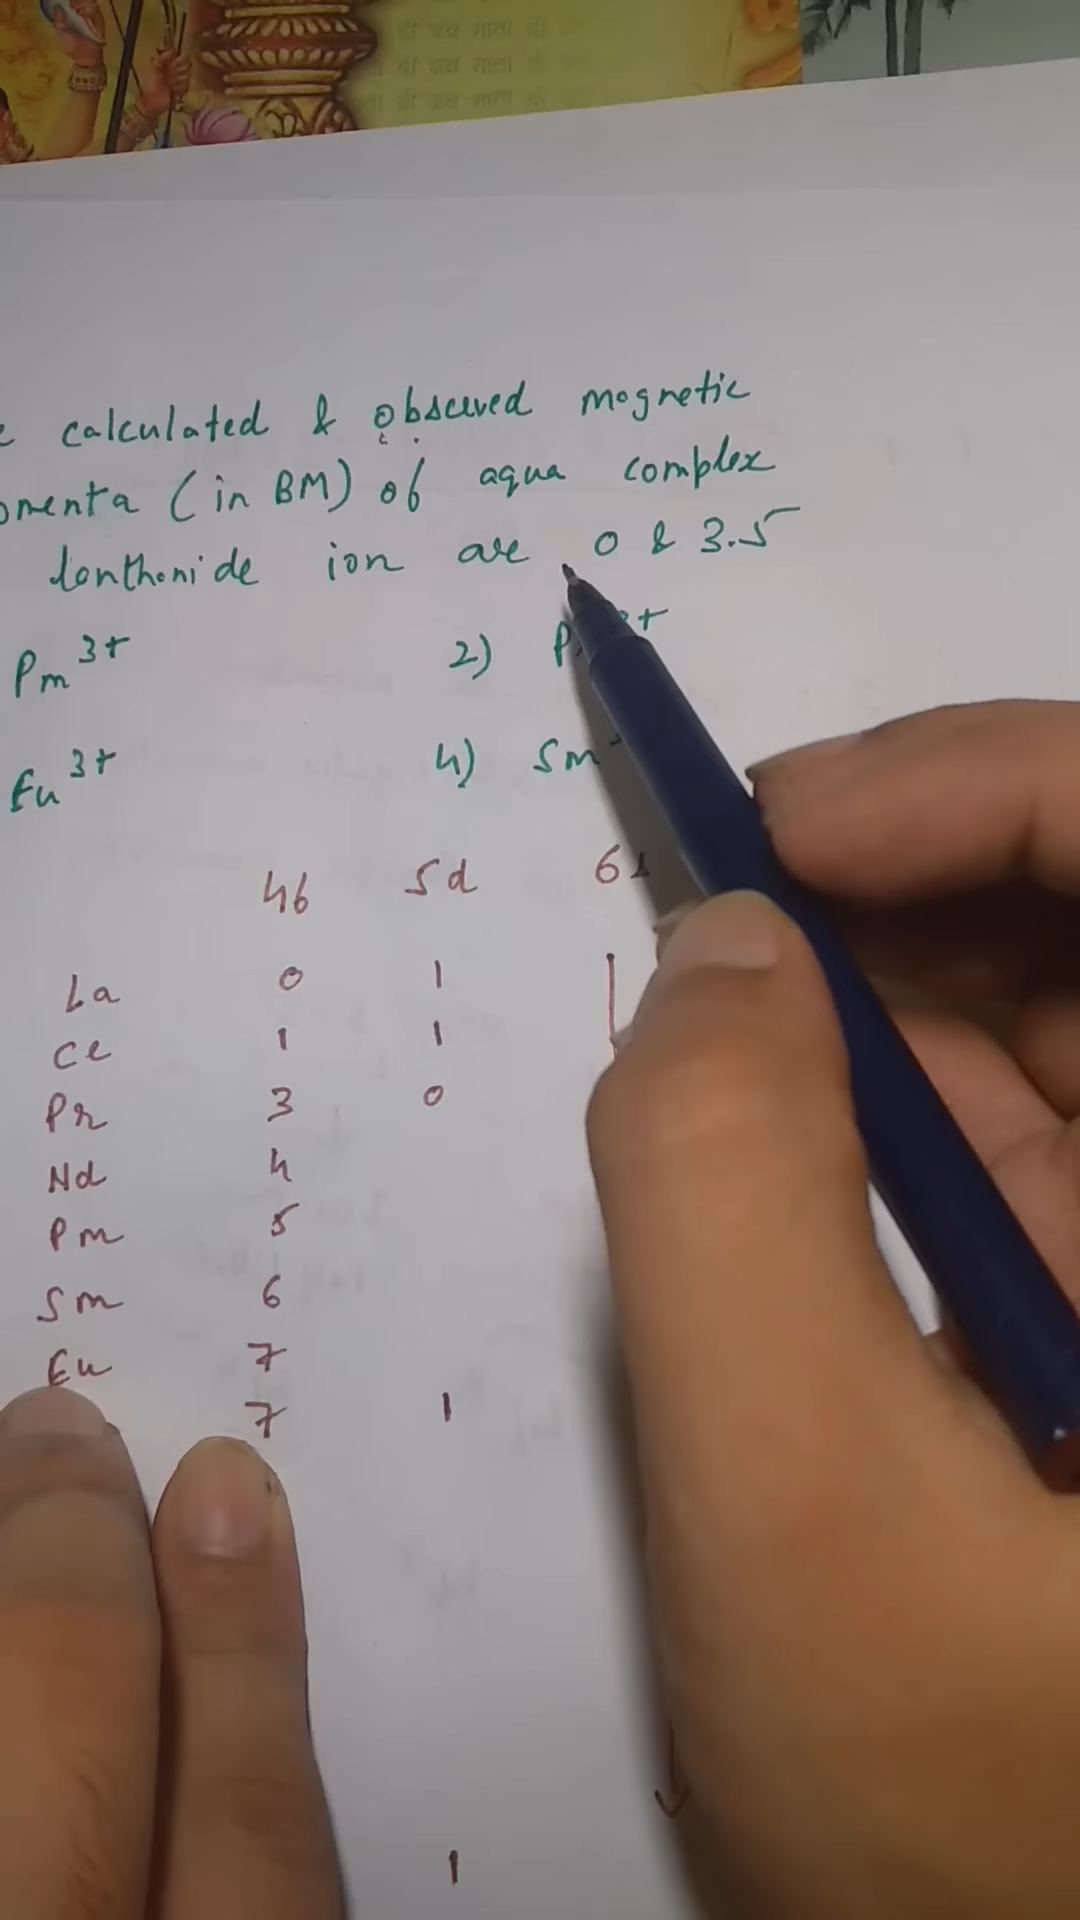 calculated & observed magnetic
omenta (in BM) of aqua complex
lonthonide ion are 0 & 3.5
Pm³⁺ 2)
Eu³⁺ 4) Sm
4f 5d 6s
La 0 1
Ce 1 1
Pr 3 0
Nd 4
Pm 5
Sm 6
Eu 7
7 1
1